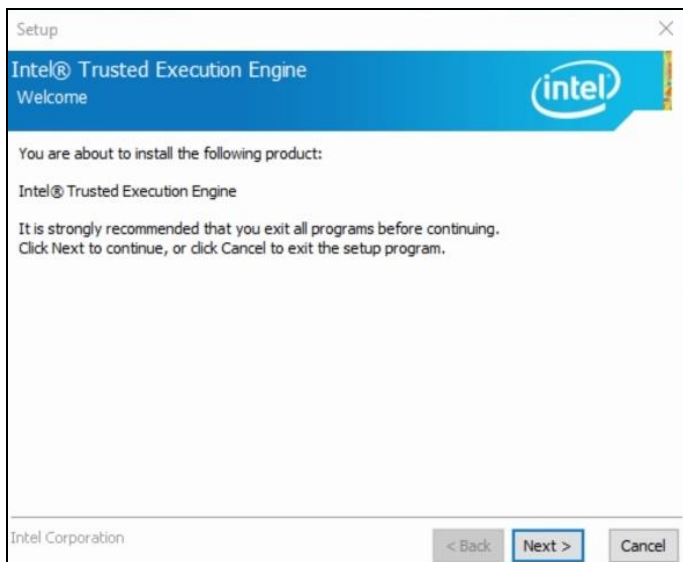 Setup
Intel® Trusted Execution Engine
Welcome
intel
You are about to install the following product:
Intel® Trusted Execution Engine
It is strongly recommended that you exit all programs before continuing.
Click Next to continue, or click Cancel to exit the setup program.
Intel Corporation
< Back Next > Cancel